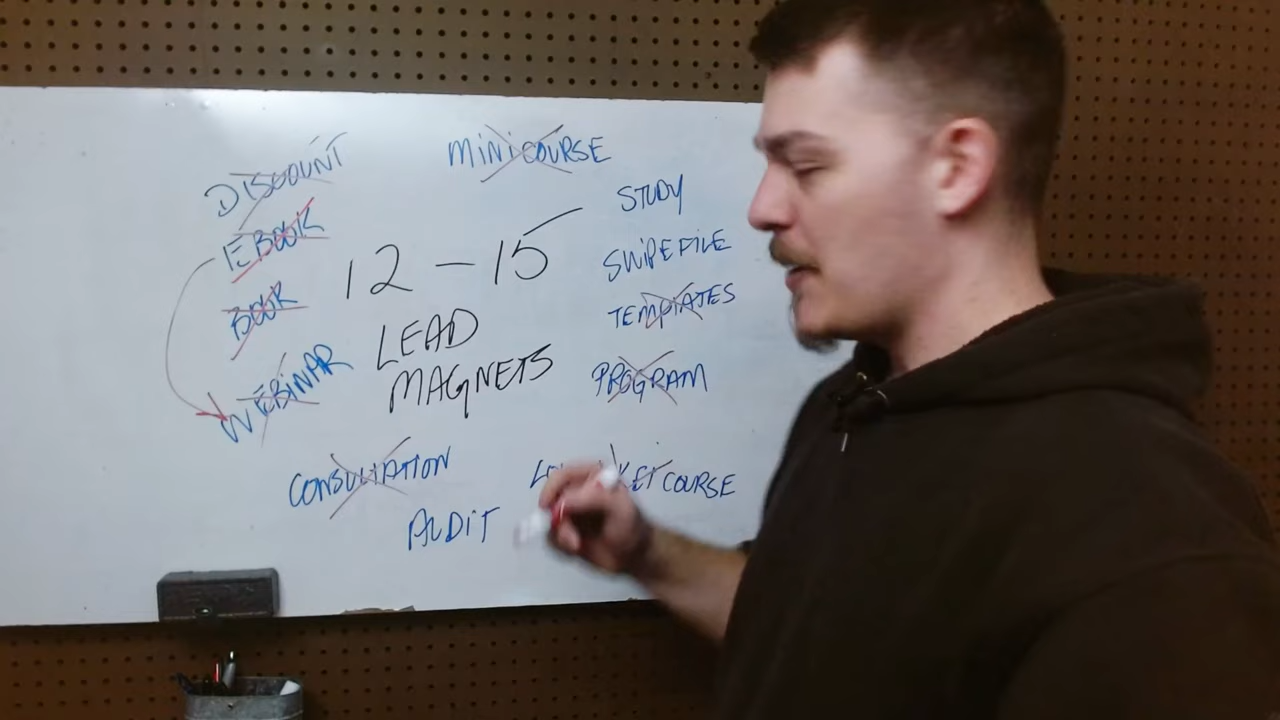 DISCOUNT
MINI COURSE
EBOOK
BOOK
WEBINAR
12 - 15
LEAD
MAGNETS
STUDY
SWIPE FILE
TEMPLATES
PROGRAM
CONSULTATION
AUDIT
COURSE